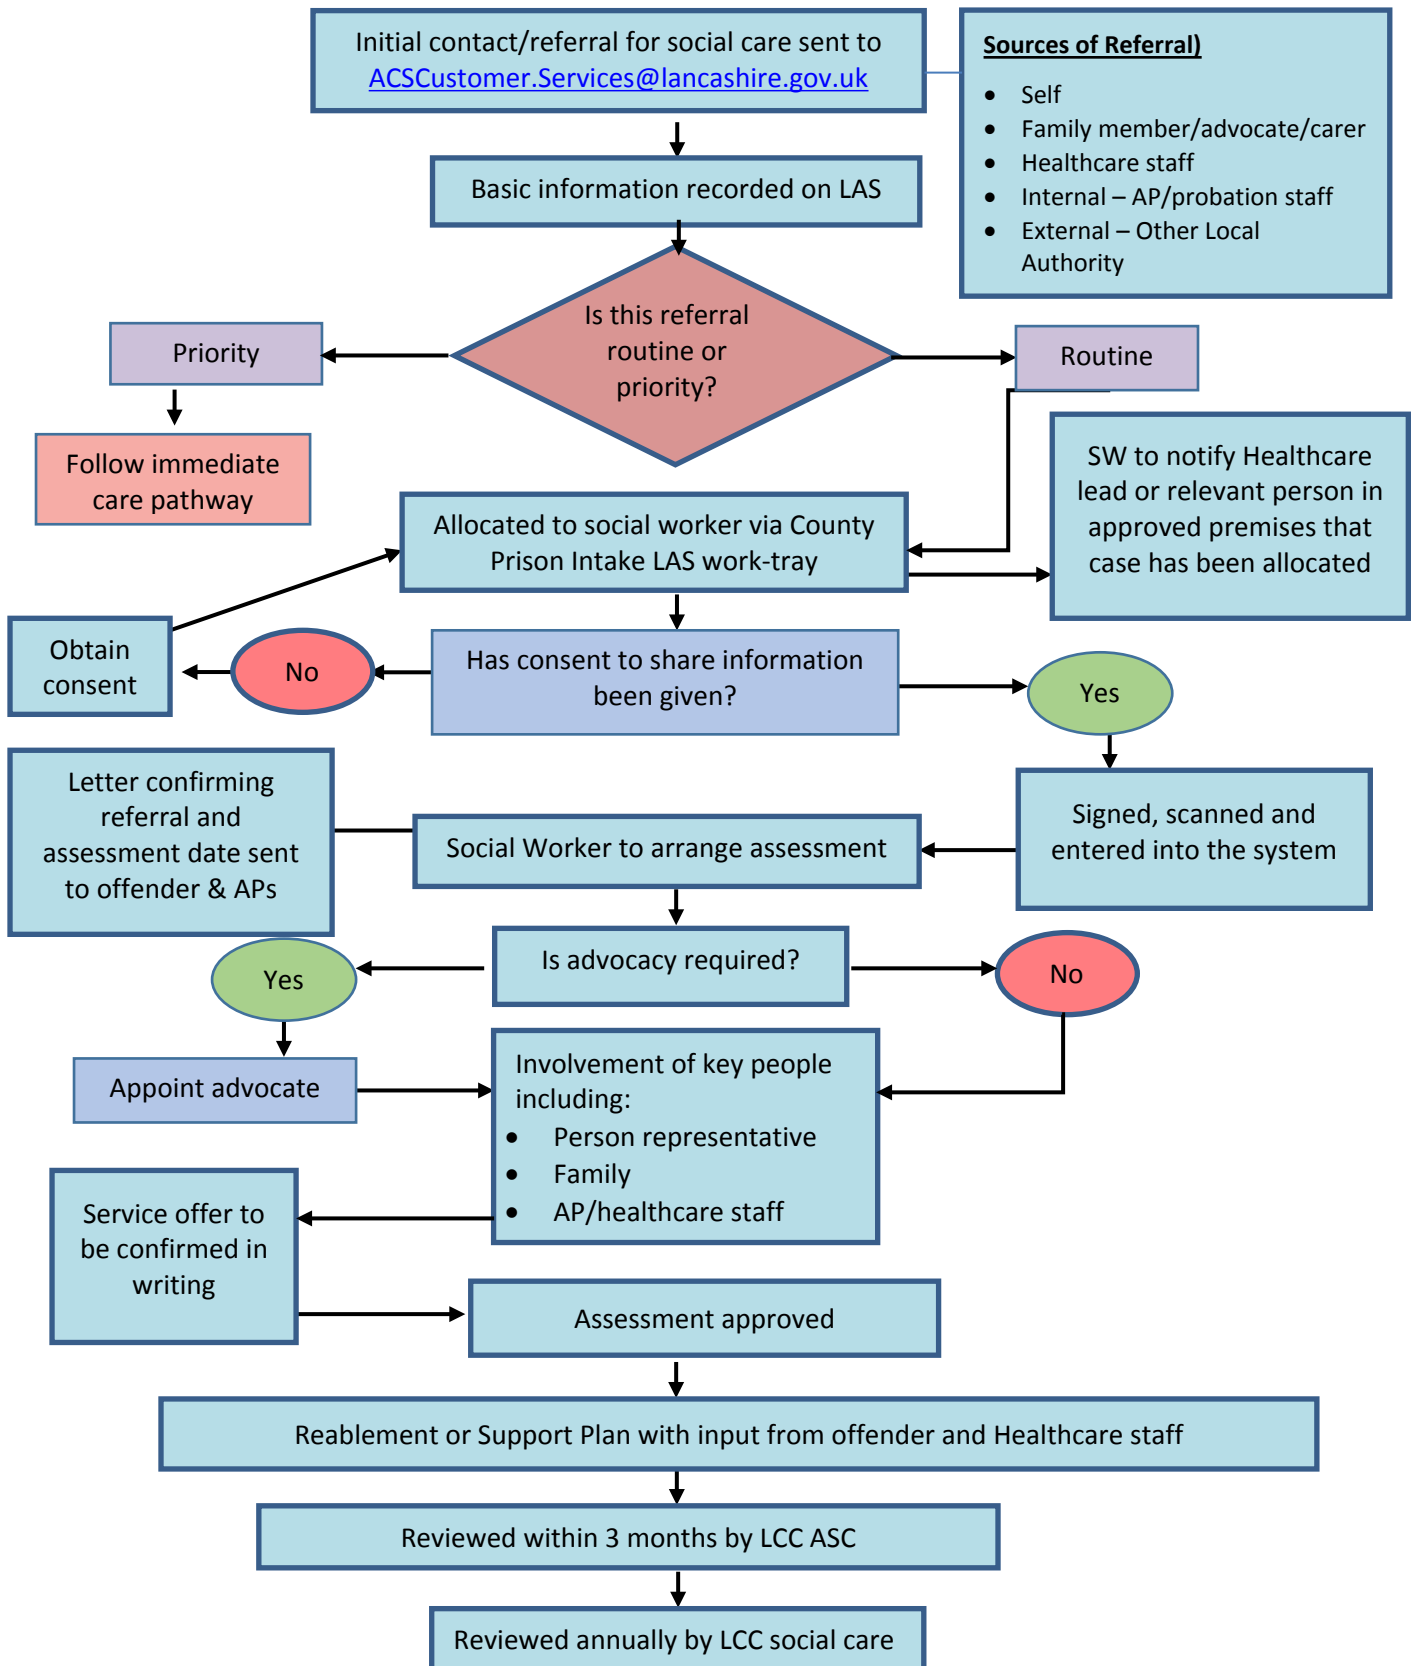 Initial contact/referral for social care sent to
ACSCustomer.Services@lancashire.gov.uk
Sources of Referral)
• Self
• Family member/advocate/carer
• Healthcare staff
• Internal – AP/probation staff
• External – Other Local
Authority
Basic information recorded on LAS
Is this referral
routine or
priority?
Priority
Routine
Follow immediate
care pathway
SW to notify Healthcare
lead or relevant person in
approved premises that
case has been allocated
Allocated to social worker via County
Prison Intake LAS work-tray
Obtain
consent
No
Has consent to share information
been given?
Yes
Letter confirming
referral and
assessment date sent
to offender & APs
Social Worker to arrange assessment
Signed, scanned and
entered into the system
Yes
Is advocacy required?
No
Appoint advocate
Involvement of key people
including:
• Person representative
• Family
• AP/healthcare staff
Service offer to
be confirmed in
writing
Assessment approved
Reablement or Support Plan with input from offender and Healthcare staff
Reviewed within 3 months by LCC ASC
Reviewed annually by LCC social care